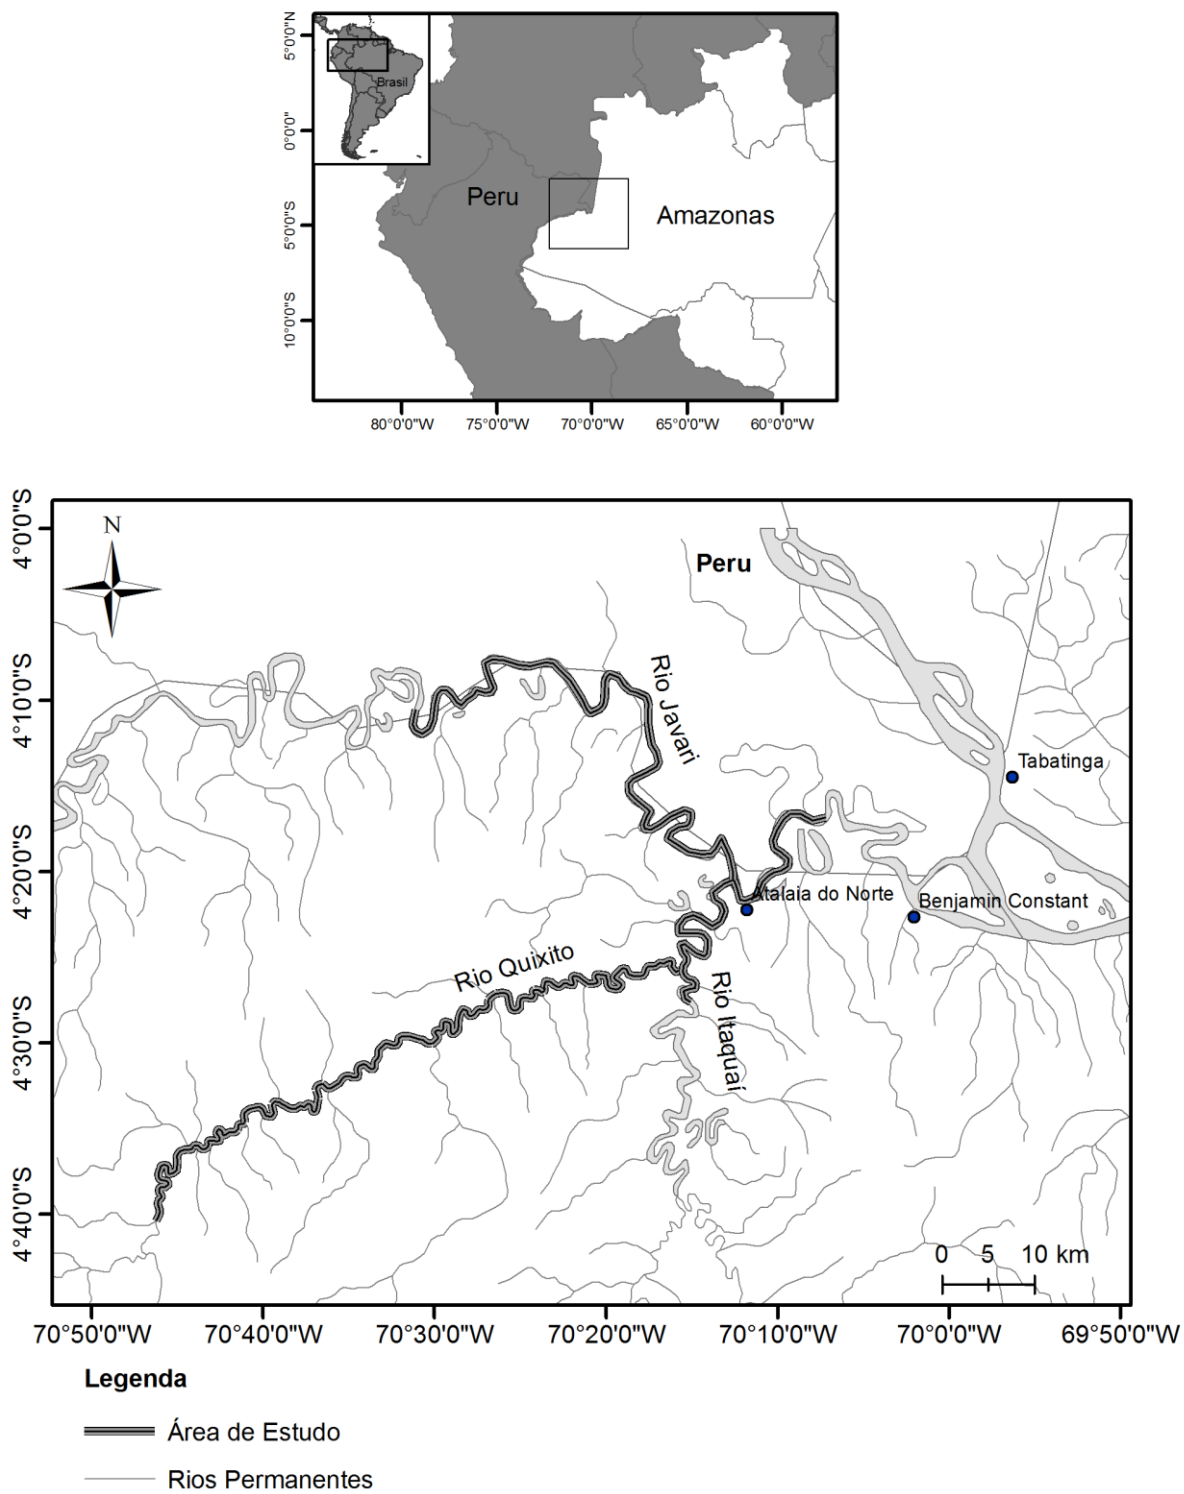 5°0'0"N
0°0'0"
5°0'0"S
10°0'0"S
Brasil
Peru
Amazonas
80°0'0"W 75°0'0"W 70°0'0"W 65°0'0"W 60°0'0"W
4°0'0"S
4°10'0"S
4°20'0"S
4°30'0"S
4°40'0"S
N
Peru
Rio Javari
Tabatinga
Atalaia do Norte
Benjamin Constant
Rio Quixito
Rio Itaquaí
0 5 10 km
70°50'0"W 70°40'0"W 70°30'0"W 70°20'0"W 70°10'0"W 70°0'0"W 69°50'0"W
Legenda
Área de Estudo
Rios Permanentes